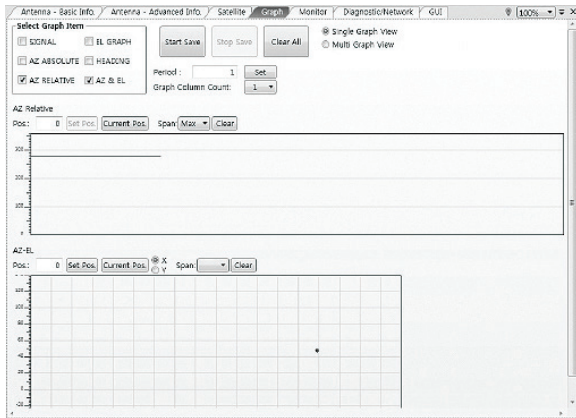 Antenna - Basic Info. Antenna - Advanced Info. Satellite Graph Monitor Diagnostic/Network GUI 100%
Select Graph Item
SIGNAL EL GRAPH
AZ ABSOLUTE HEADING
AZ RELATIVE AZ & EL
Start Save Stop Save Clear All
Single Graph View
Multi Graph View
Period : 1 Set
Graph Column Count: 1
AZ Relative
Pos: 0 Set Pos. Current Pos. Span: Max Clear
300
200
100
0
AZ-EL
Pos: 0 Set Pos. Current Pos. X Y Span: Clear
120
100
80
60
40
20
0
-20